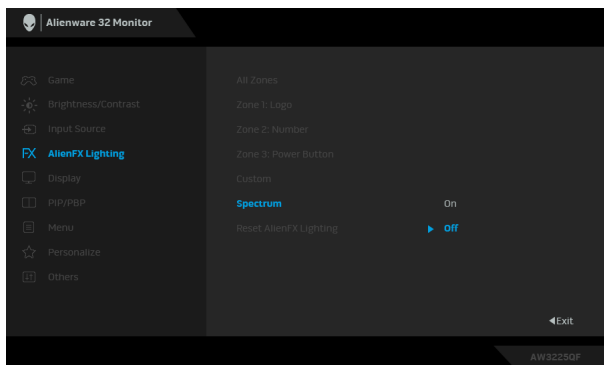 Alienware 32 Monitor
Game
Brightness/Contrast
Input Source
FX AlienFX Lighting
Display
PIP/PBP
Menu
Personalize
Others
All Zones
Zone 1: Logo
Zone 2: Number
Zone 3: Power Button
Custom
Spectrum On
Reset AlienFX Lighting Off
Exit
AW3225QF